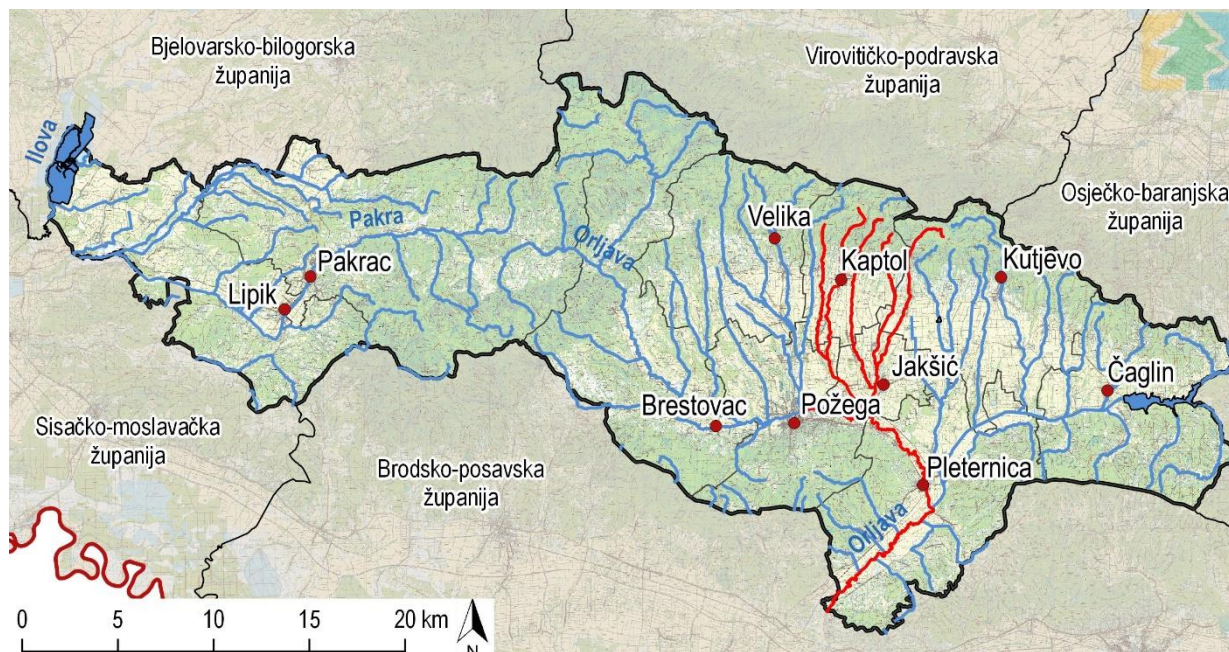 Bjelovarsko-bilogorska
županija
Virovitičko-podravska
županija
Ilova
Osječko-baranjska
županija
Velika
Pakra
Orljava
Kaptol
Kutjevo
Pakrac
Lipik
Jakšić
Čaglin
Brestovac
Požega
Sisačko-moslavačka
županija
Brodsko-posavska
županija
Pleternica
Orljava
0 5 10 15 20 km
N